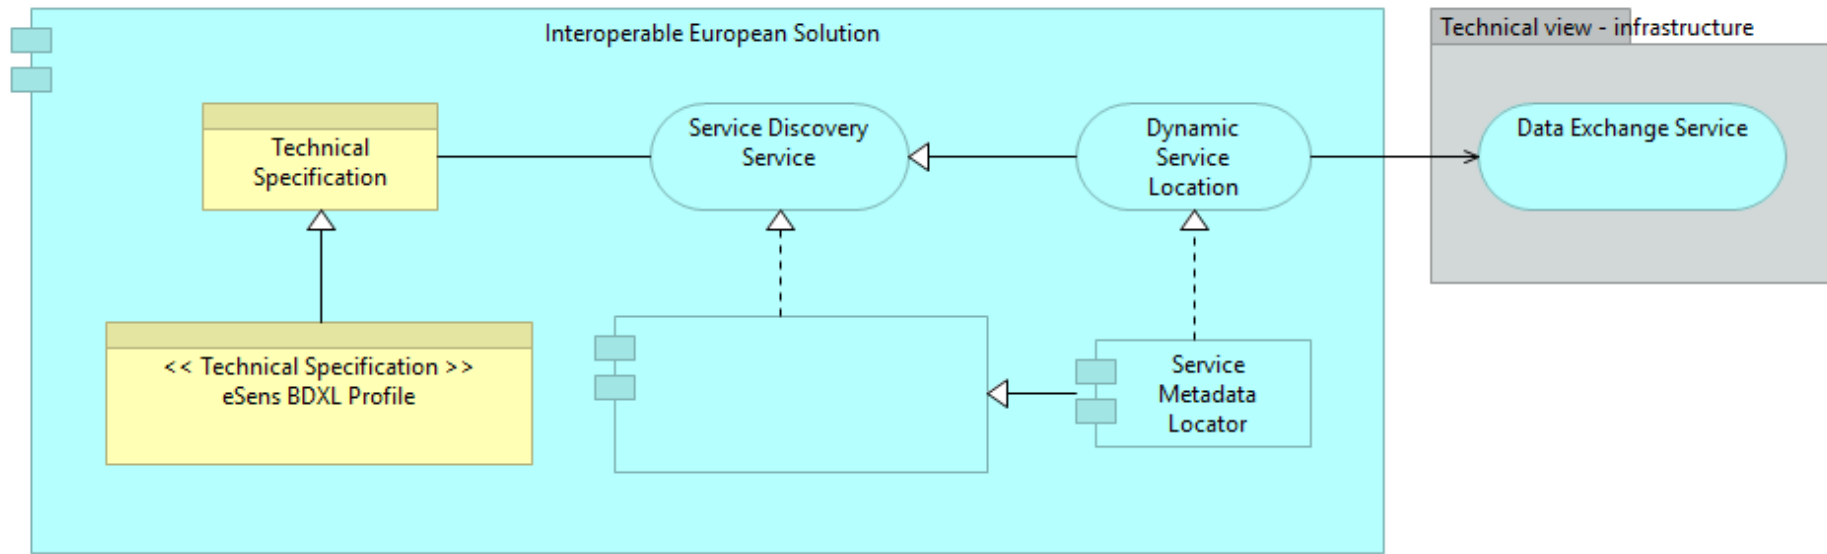 Interoperable European Solution
Technical view - infrastructure
Technical
Specification
Service Discovery
Service
Dynamic
Service
Location
Data Exchange Service
<< Technical Specification >>
eSens BDXL Profile
Service
Metadata
Locator